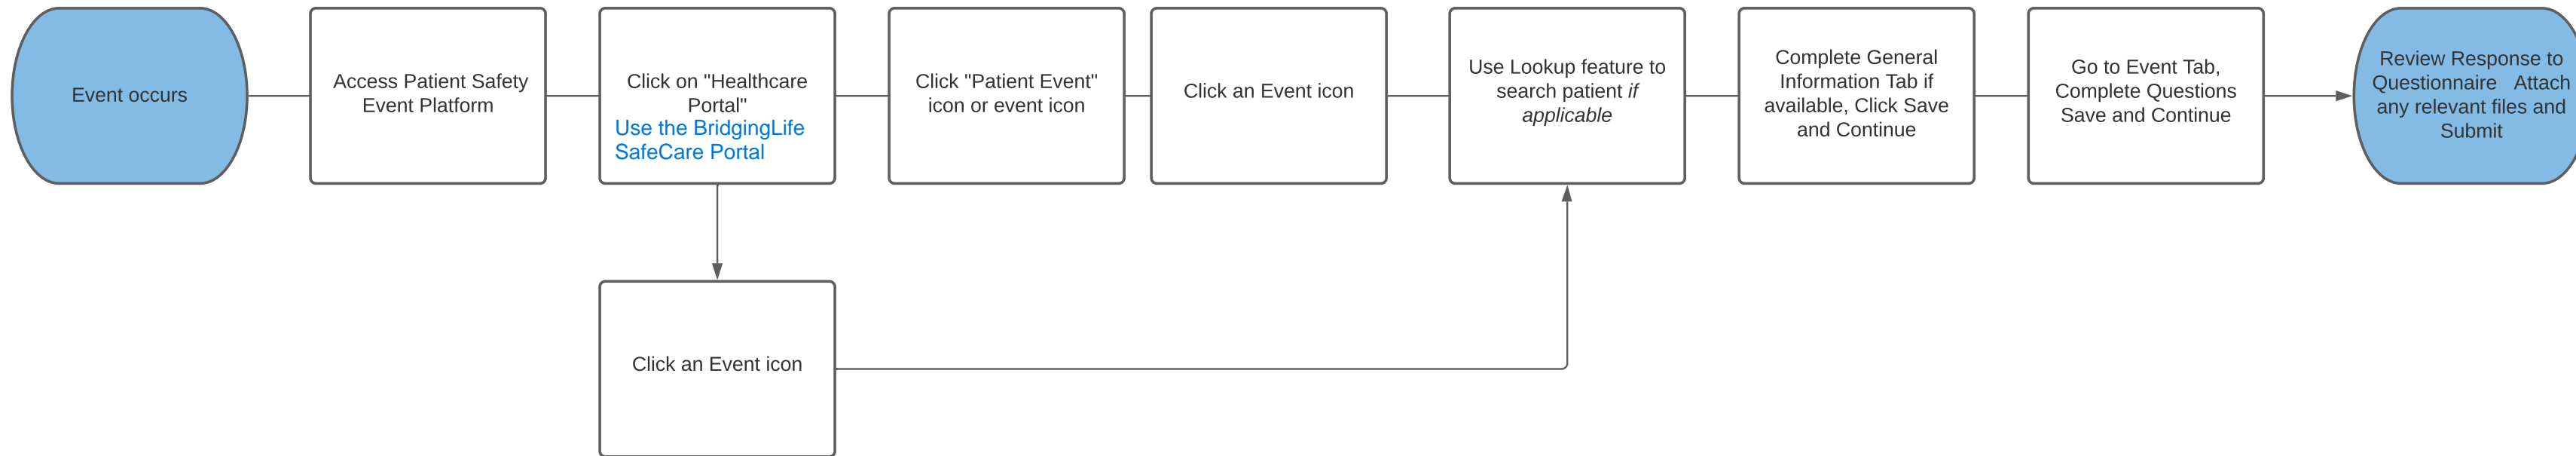 Event occurs
Access Patient Safety
Event Platform
Click on "Healthcare
Portal"
Use the BridgingLife
SafeCare Portal
Click "Patient Event"
icon or event icon
Click an Event icon
Use Lookup feature to
search patient if
applicable
Complete General
Information Tab if
available, Click Save
and Continue
Go to Event Tab,
Complete Questions
Save and Continue
Review Response to
Questionnaire   Attach
any relevant files and
Submit
Click an Event icon